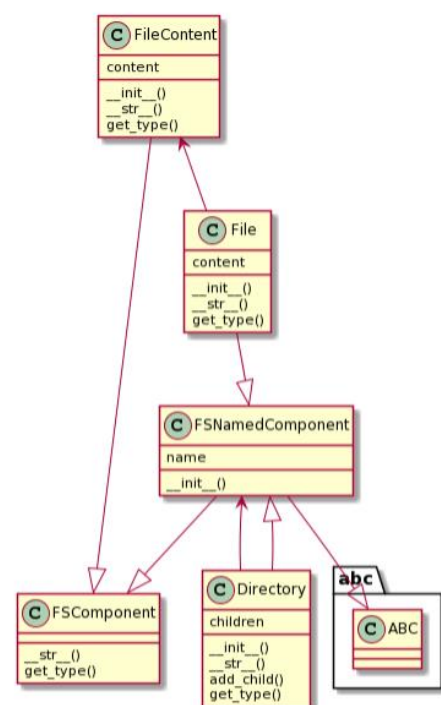 C FileContent
content
__init__()
__str__()
get_type()
C File
content
__init__()
__str__()
get_type()
C FSNamedComponent
name
__init__()
C FSComponent
__str__()
get_type()
C Directory
children
__init__()
__str__()
add_child()
get_type()
abc
C ABC